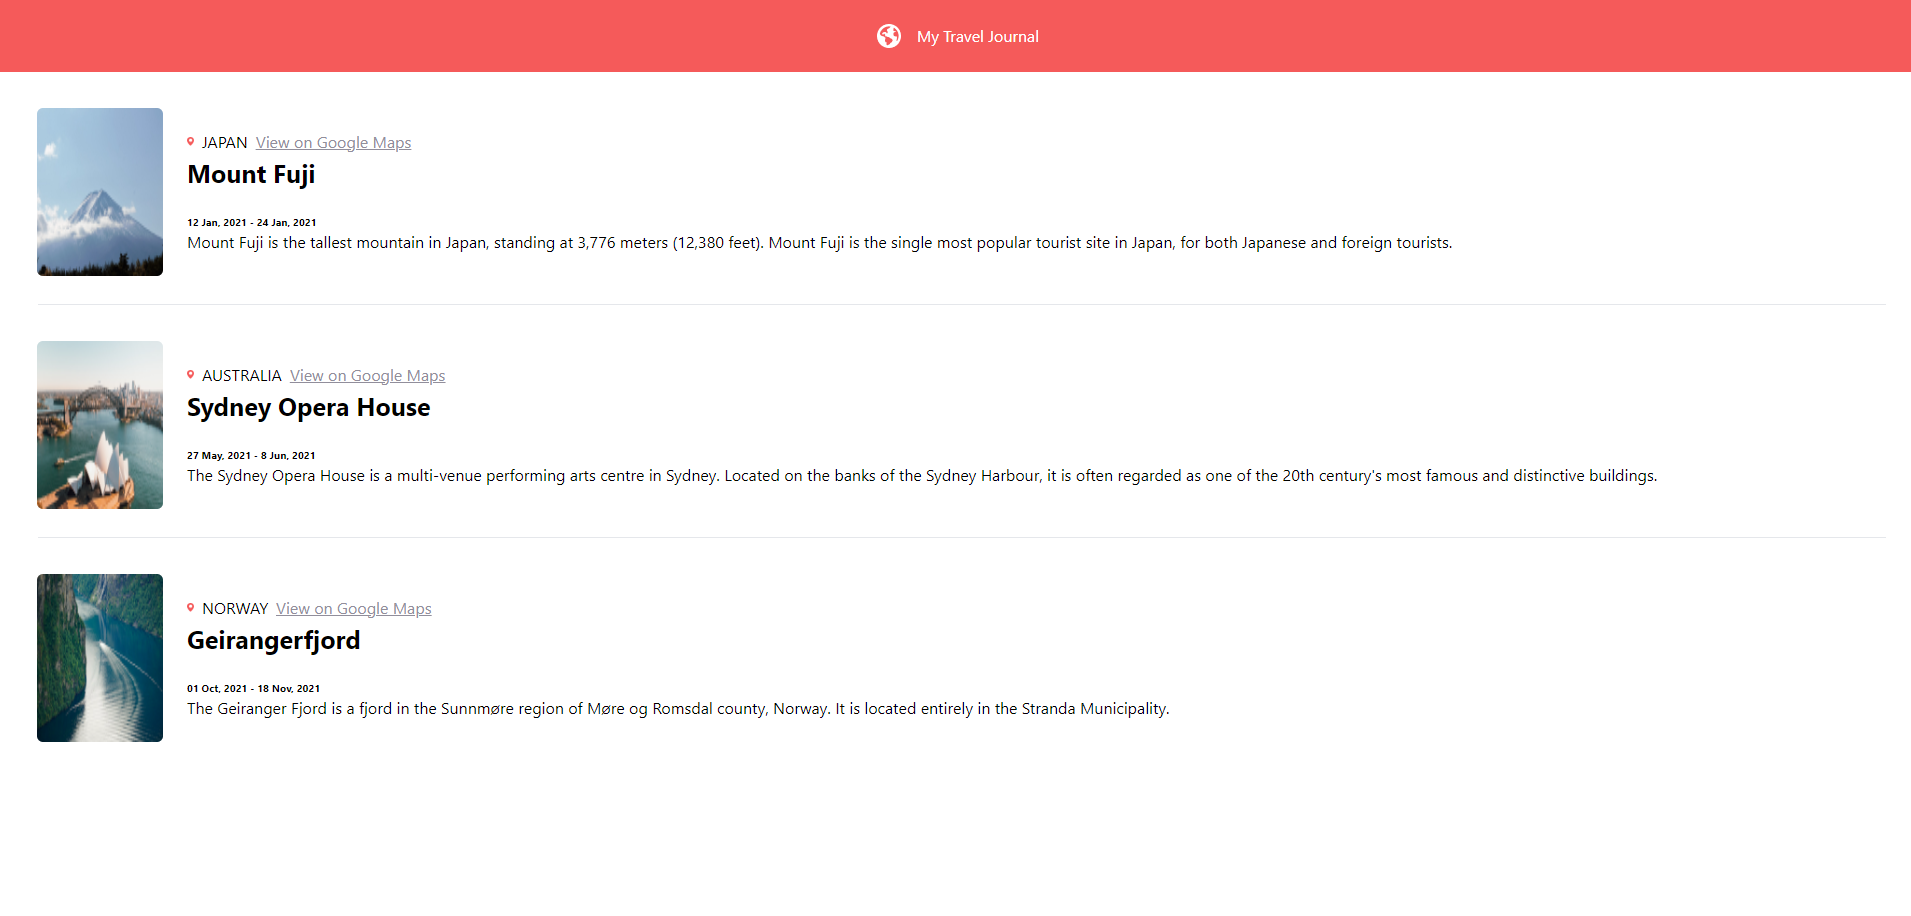 My Travel Journal
JAPAN View on Google Maps
Mount Fuji
12 Jan, 2021 - 24 Jan, 2021
Mount Fuji is the tallest mountain in Japan, standing at 3,776 meters (12,380 feet). Mount Fuji is the single most popular tourist site in Japan, for both Japanese and foreign tourists.
AUSTRALIA View on Google Maps
Sydney Opera House
27 May, 2021 - 8 Jun, 2021
The Sydney Opera House is a multi-venue performing arts centre in Sydney. Located on the banks of the Sydney Harbour, it is often regarded as one of the 20th century's most famous and distinctive buildings.
NORWAY View on Google Maps
Geirangerfjord
01 Oct, 2021 - 18 Nov, 2021
The Geiranger Fjord is a fjord in the Sunnmøre region of Møre og Romsdal county, Norway. It is located entirely in the Stranda Municipality.